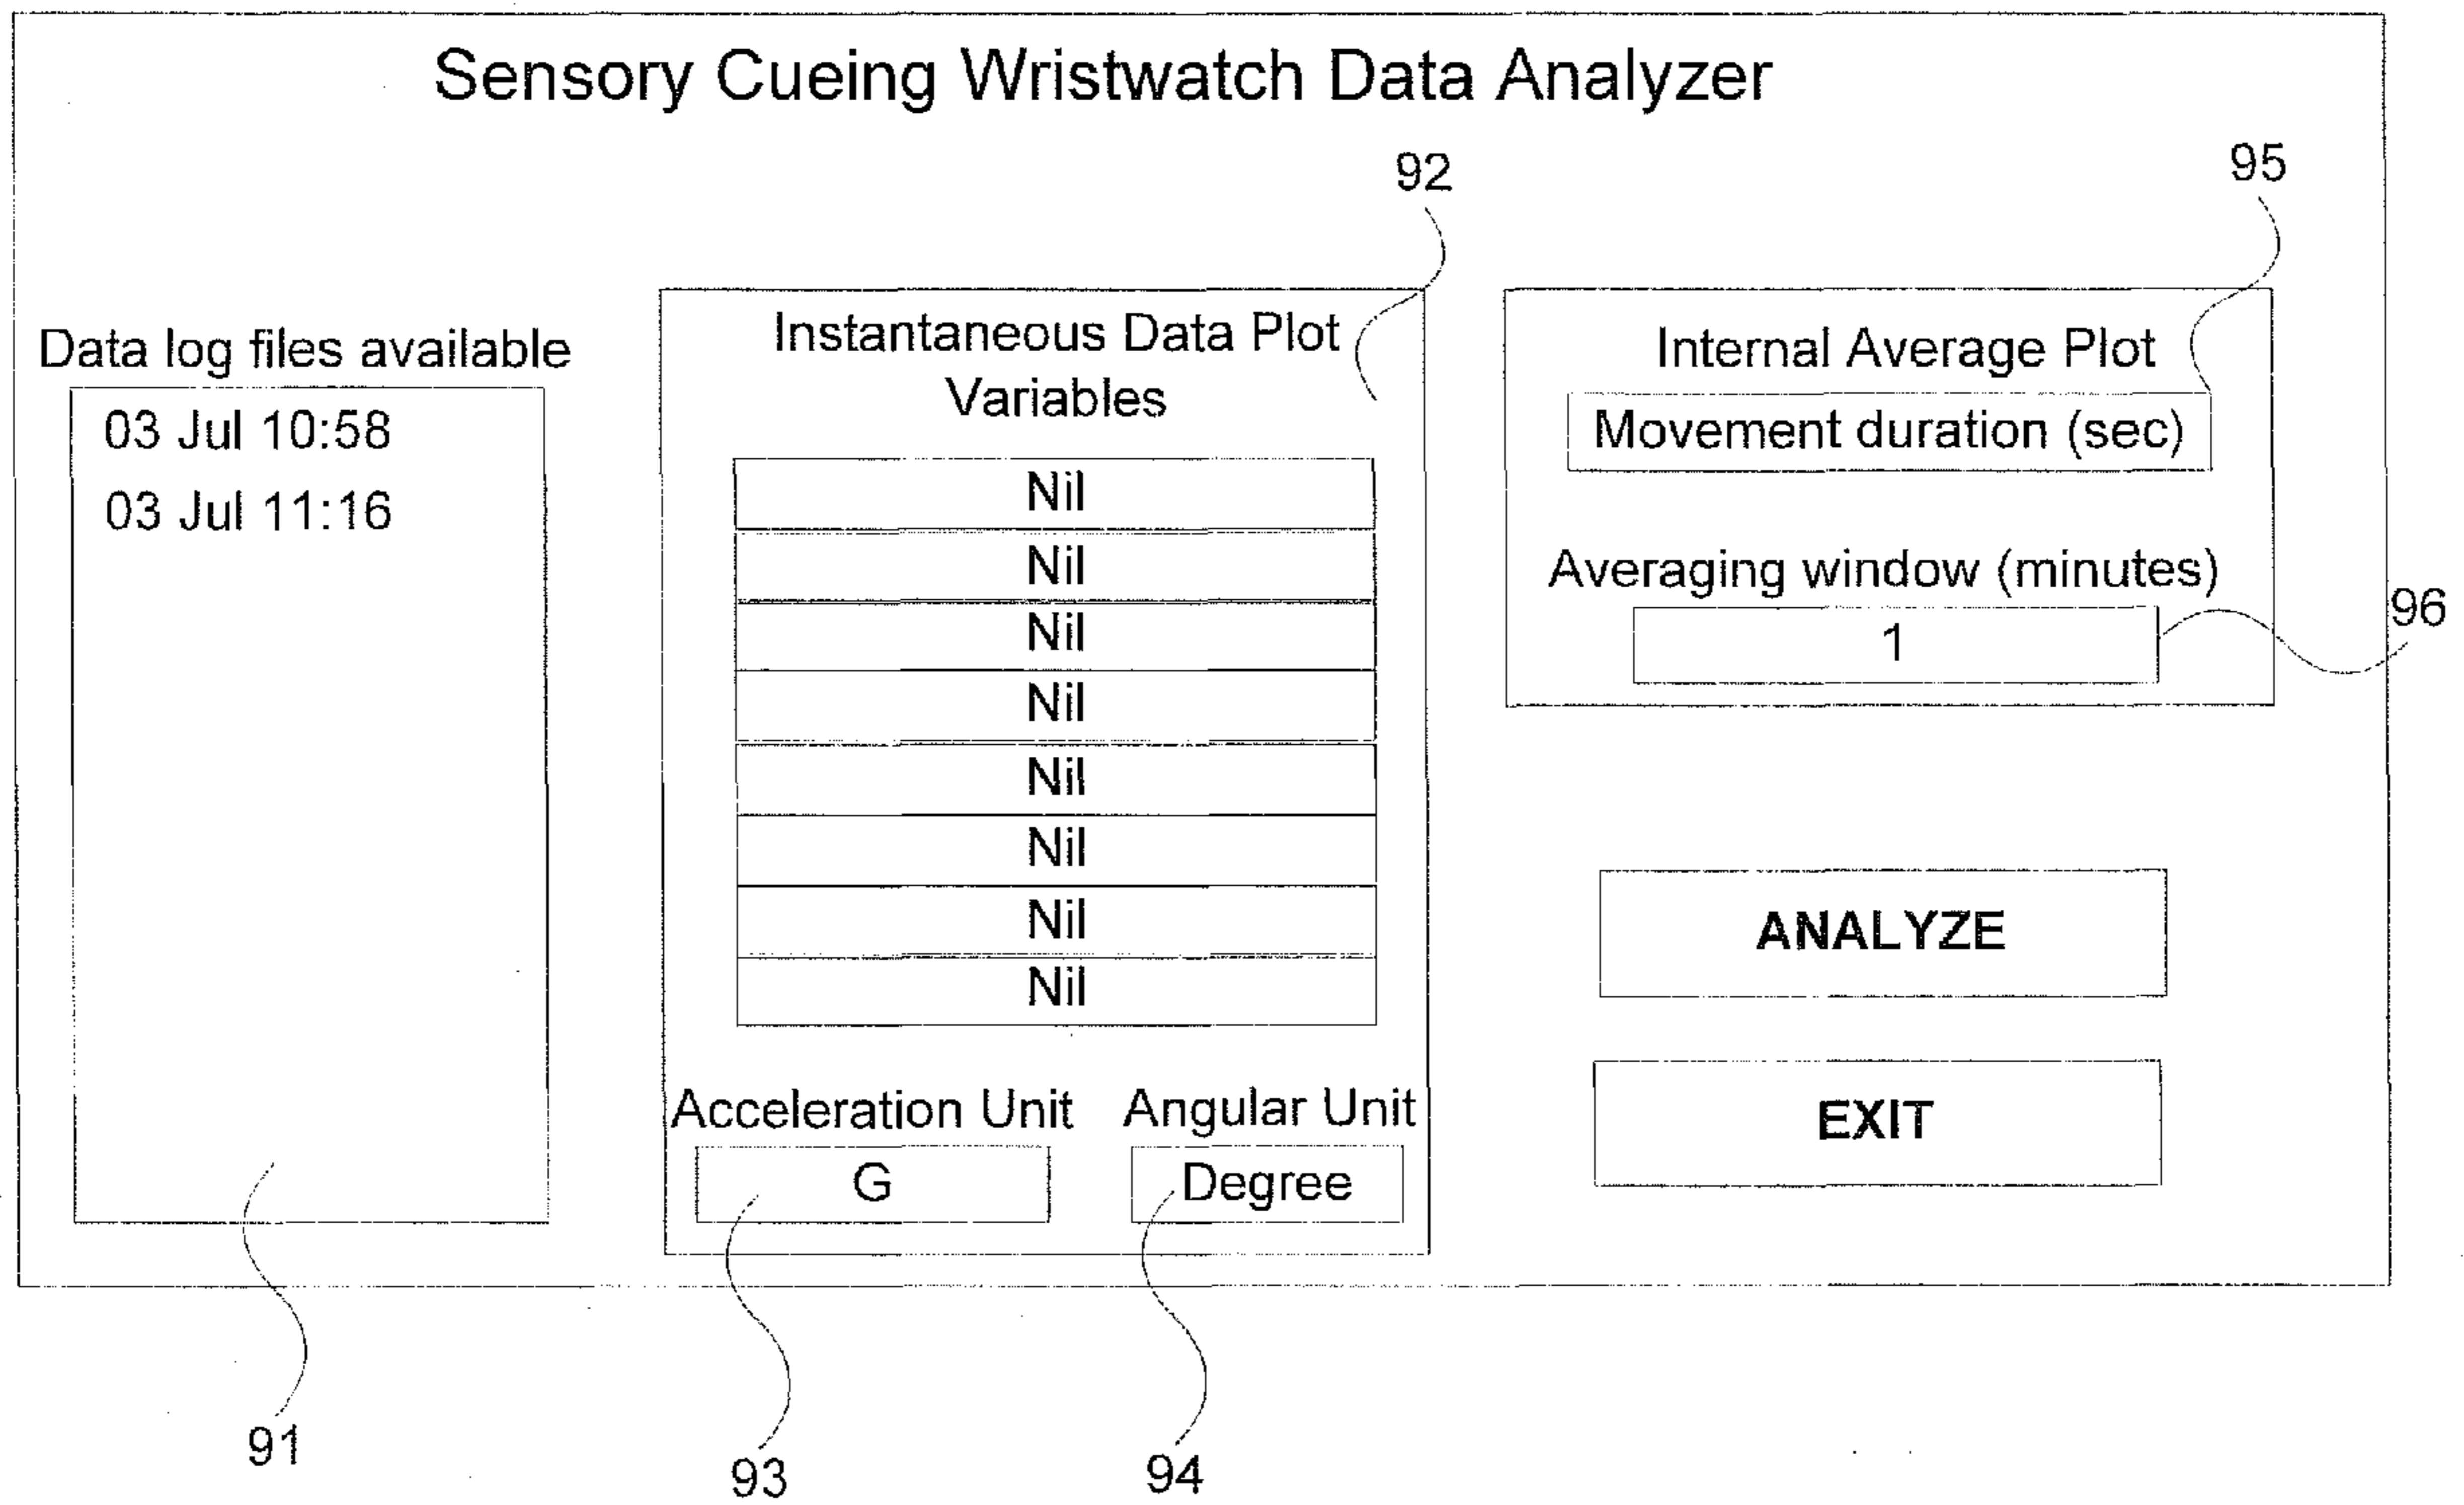 Sensory Cueing Wristwatch Data Analyzer
92
95
Data log files available
03 Jul 10:58
03 Jul 11:16
Instantaneous Data Plot
Variables
Nil
Nil
Nil
Nil
Nil
Nil
Nil
Nil
Acceleration Unit
G
Angular Unit
Degree
Internal Average Plot
Movement duration (sec)
Averaging window (minutes)
1
96
ANALYZE
EXIT
91
93
94